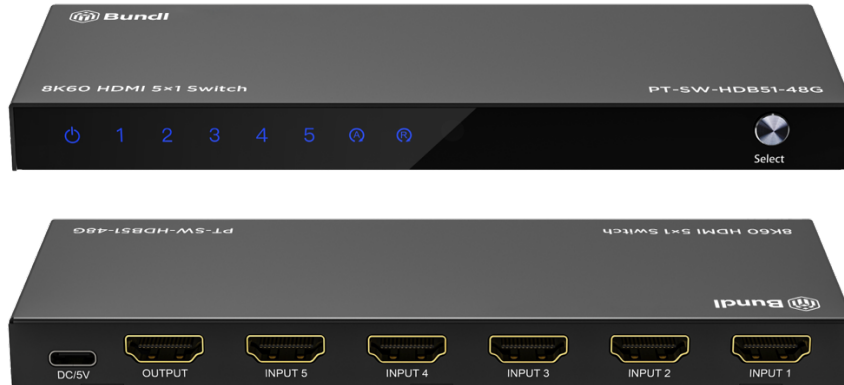 Bundl
8K60 HDMI 5×1 Switch
PT-SW-HDB51-48G
1 2 3 4 5 A R
Select
PT-SW-HDB51-48G
8K60 HDMI 5×1 Switch
Bundl
DC/5V
OUTPUT
INPUT 5
INPUT 4
INPUT 3
INPUT 2
INPUT 1